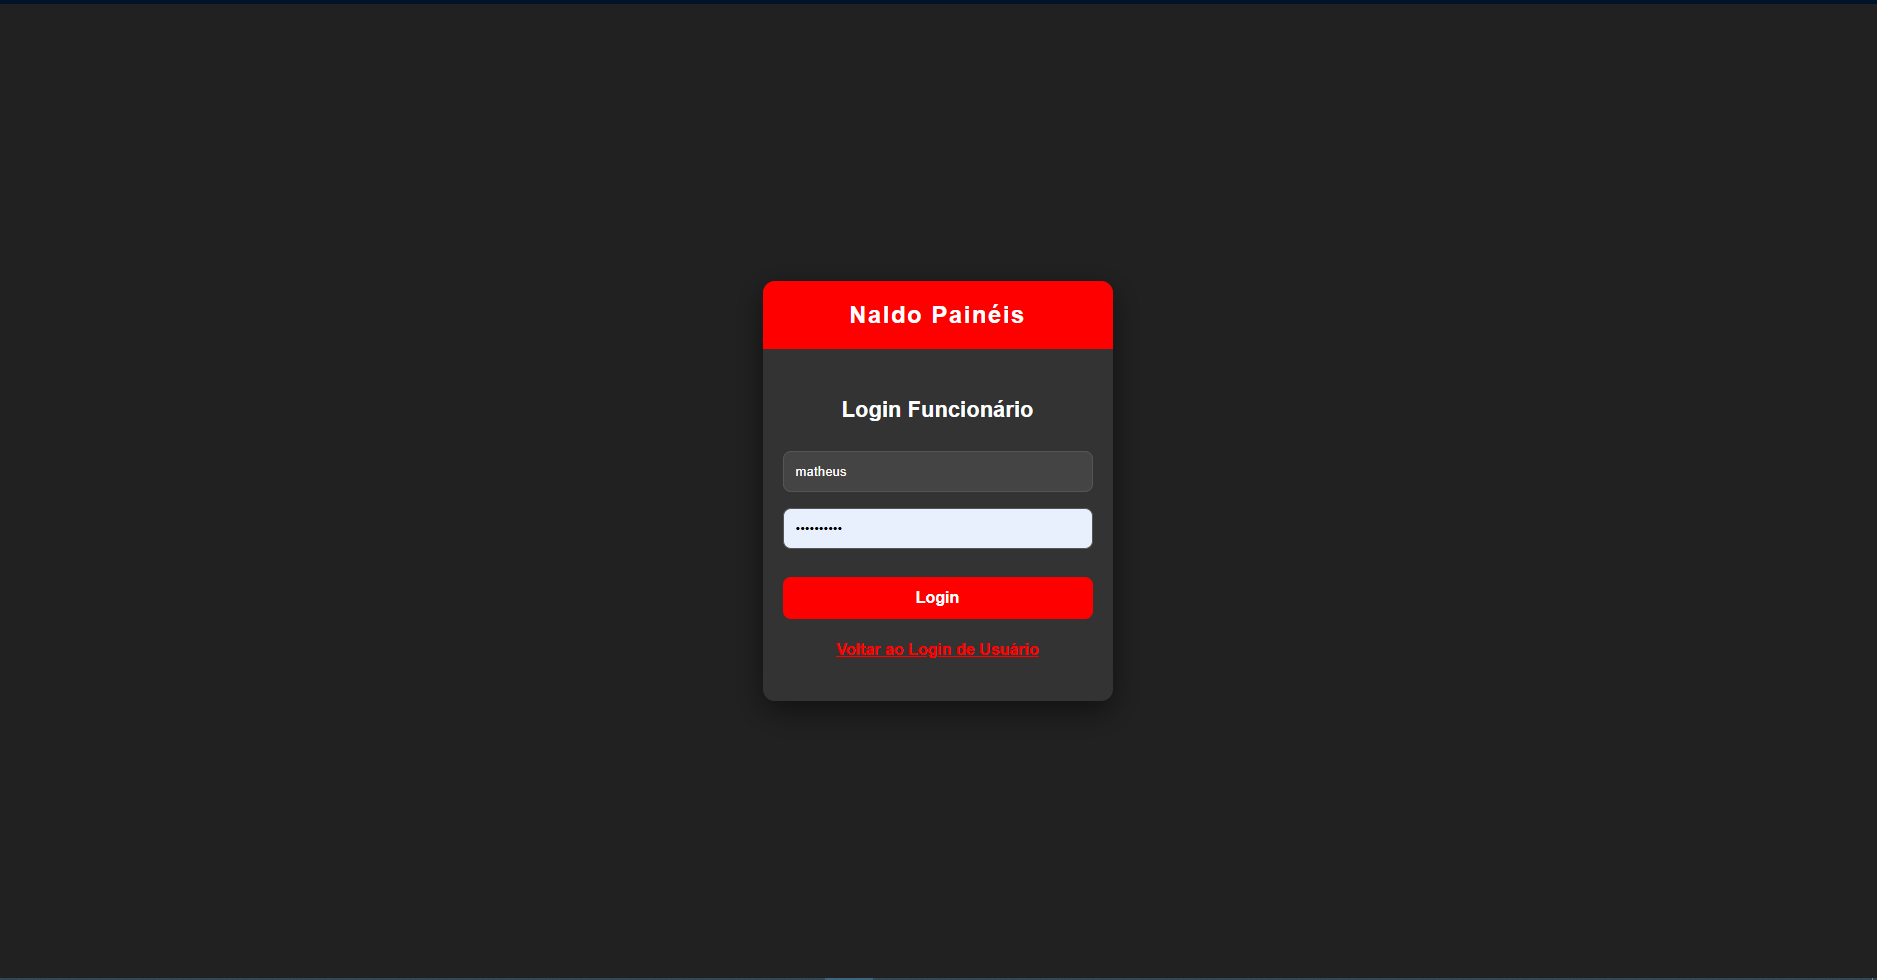 Naldo Painéis
Login Funcionário
matheus
••••••••••
Login
Voltar ao Login de Usuário